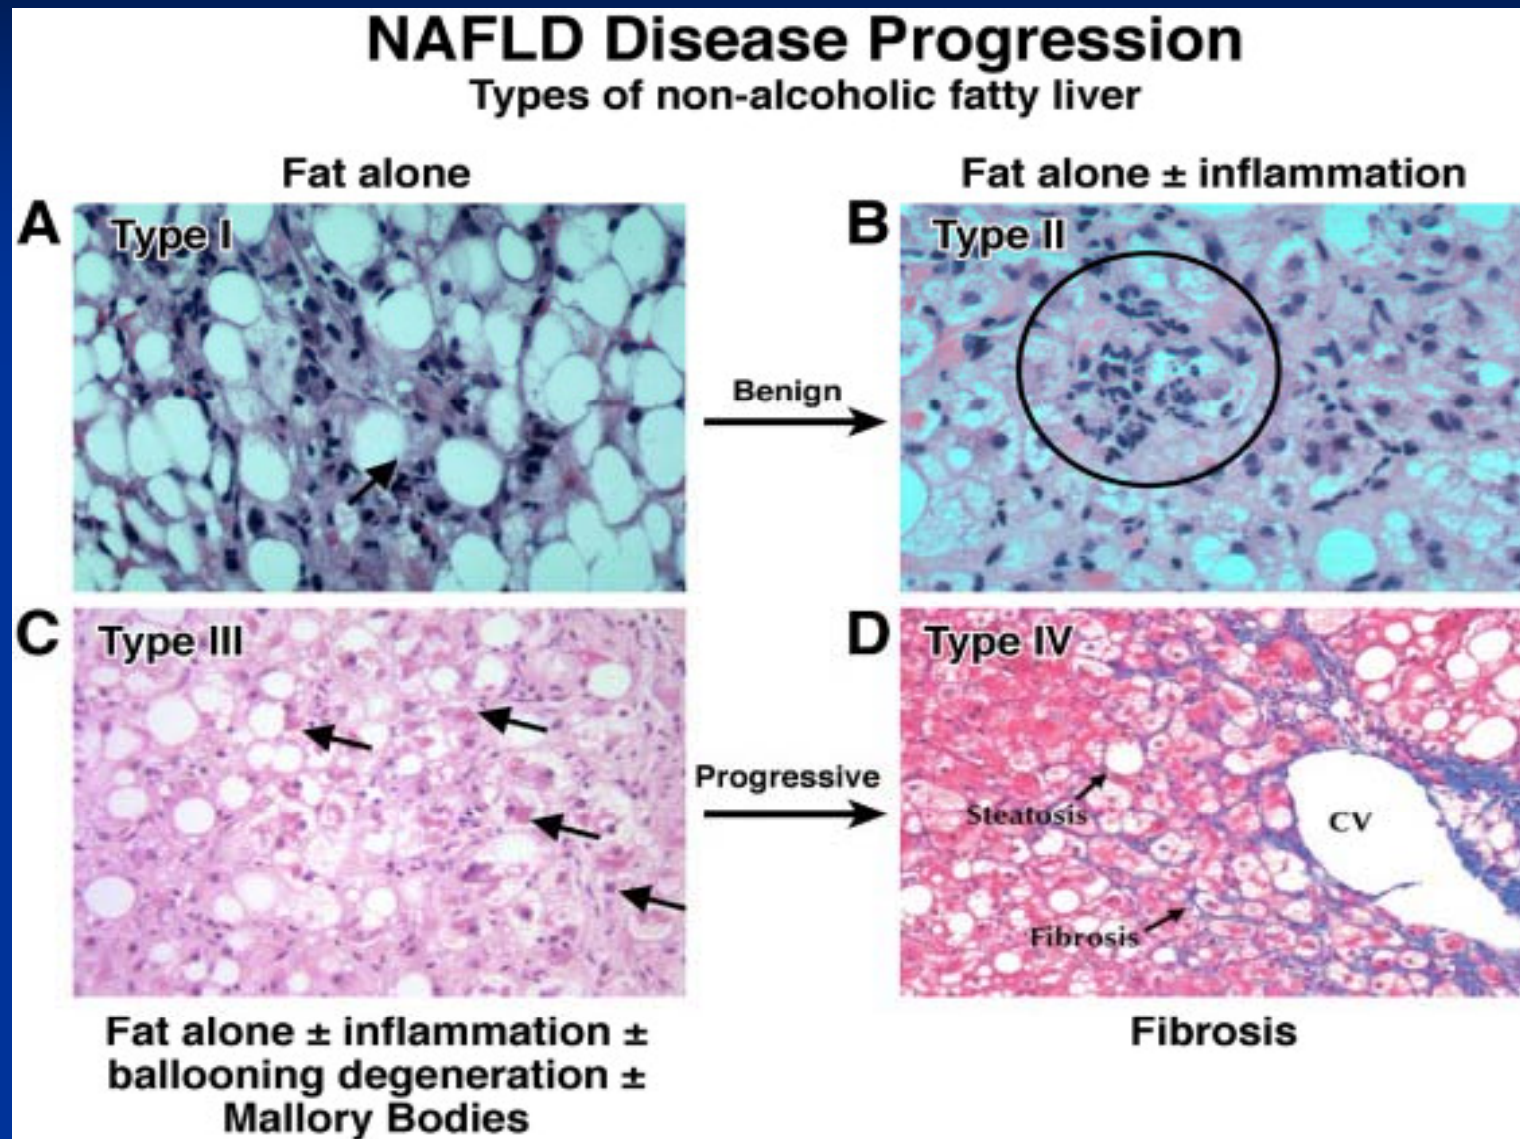 NAFLD Disease Progression
Types of non-alcoholic fatty liver
Fat alone
Fat alone ± inflammation
A
Type I
B
Type II
Benign
C
Type III
D
Type IV
Progressive
Steatosis
CV
Fibrosis
Fat alone ± inflammation ±
ballooning degeneration ±
Mallory Bodies
Fibrosis